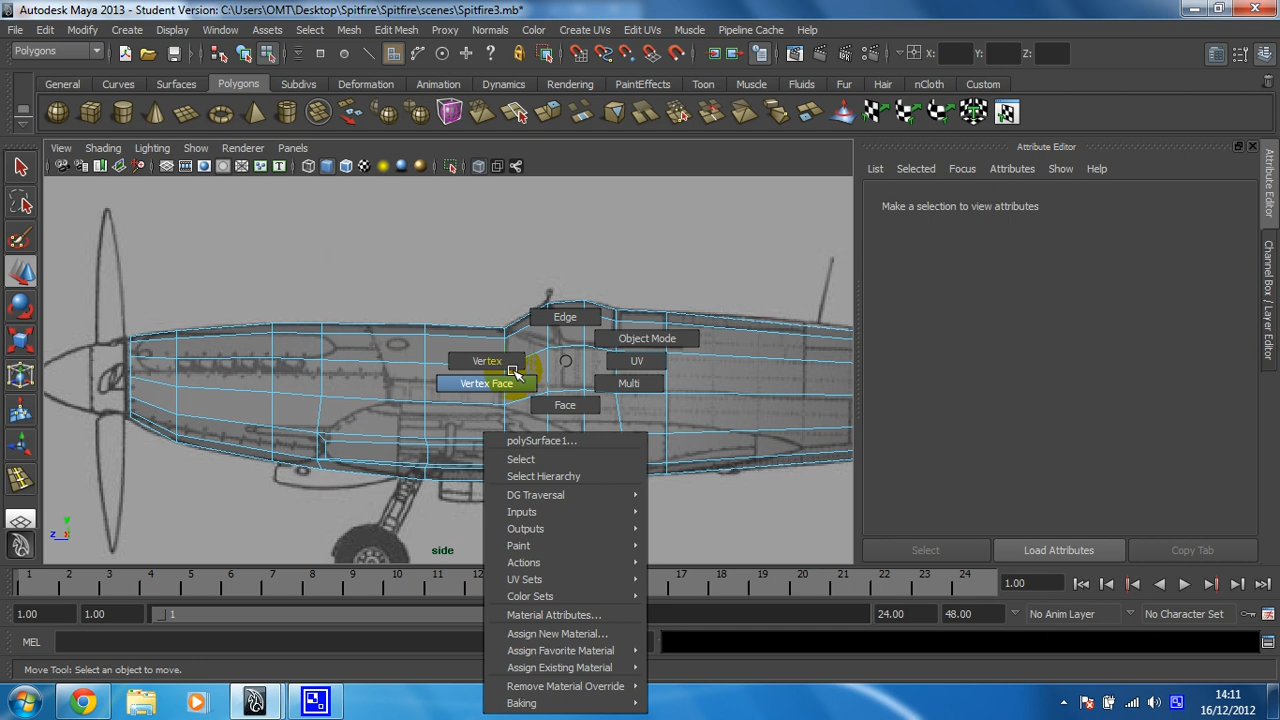 Autodesk Maya 2013 - Student Version: C:\Users\OMT\Desktop\Spitfire\Spitfire\scenes\Spitfire3.mb*
File Edit Modify Create Display Window Assets Select Mesh Edit Mesh Proxy Normals Color Create UVs Edit UVs Muscle Pipeline Cache Help
Polygons X: Y: Z:
General Curves Surfaces Polygons Subdivs Deformation Animation Dynamics Rendering PaintEffects Toon Muscle Fluids Fur Hair nCloth Custom
View Shading Lighting Show Renderer Panels
Attribute Editor
List Selected Focus Attributes Show Help
Make a selection to view attributes
Attribute Editor
Channel Box / Layer Editor
Edge
Object Mode
Vertex UV
Vertex Face Multi
Face
polySurface1...
Select
Select Hierarchy
DG Traversal
Inputs
Outputs
Paint
Actions
UV Sets
Color Sets
Material Attributes...
Assign New Material...
Assign Favorite Material
Assign Existing Material
Remove Material Override
Baking
y
z x
side
Select Load Attributes Copy Tab
1 2 3 4 5 6 7 8 9 10 11 12 17 18 19 20 21 22 23 24 1.00
1.00 1.00 1 24.00 48.00 No Anim Layer No Character Set
MEL
Move Tool: Select an object to move.
14:11
16/12/2012